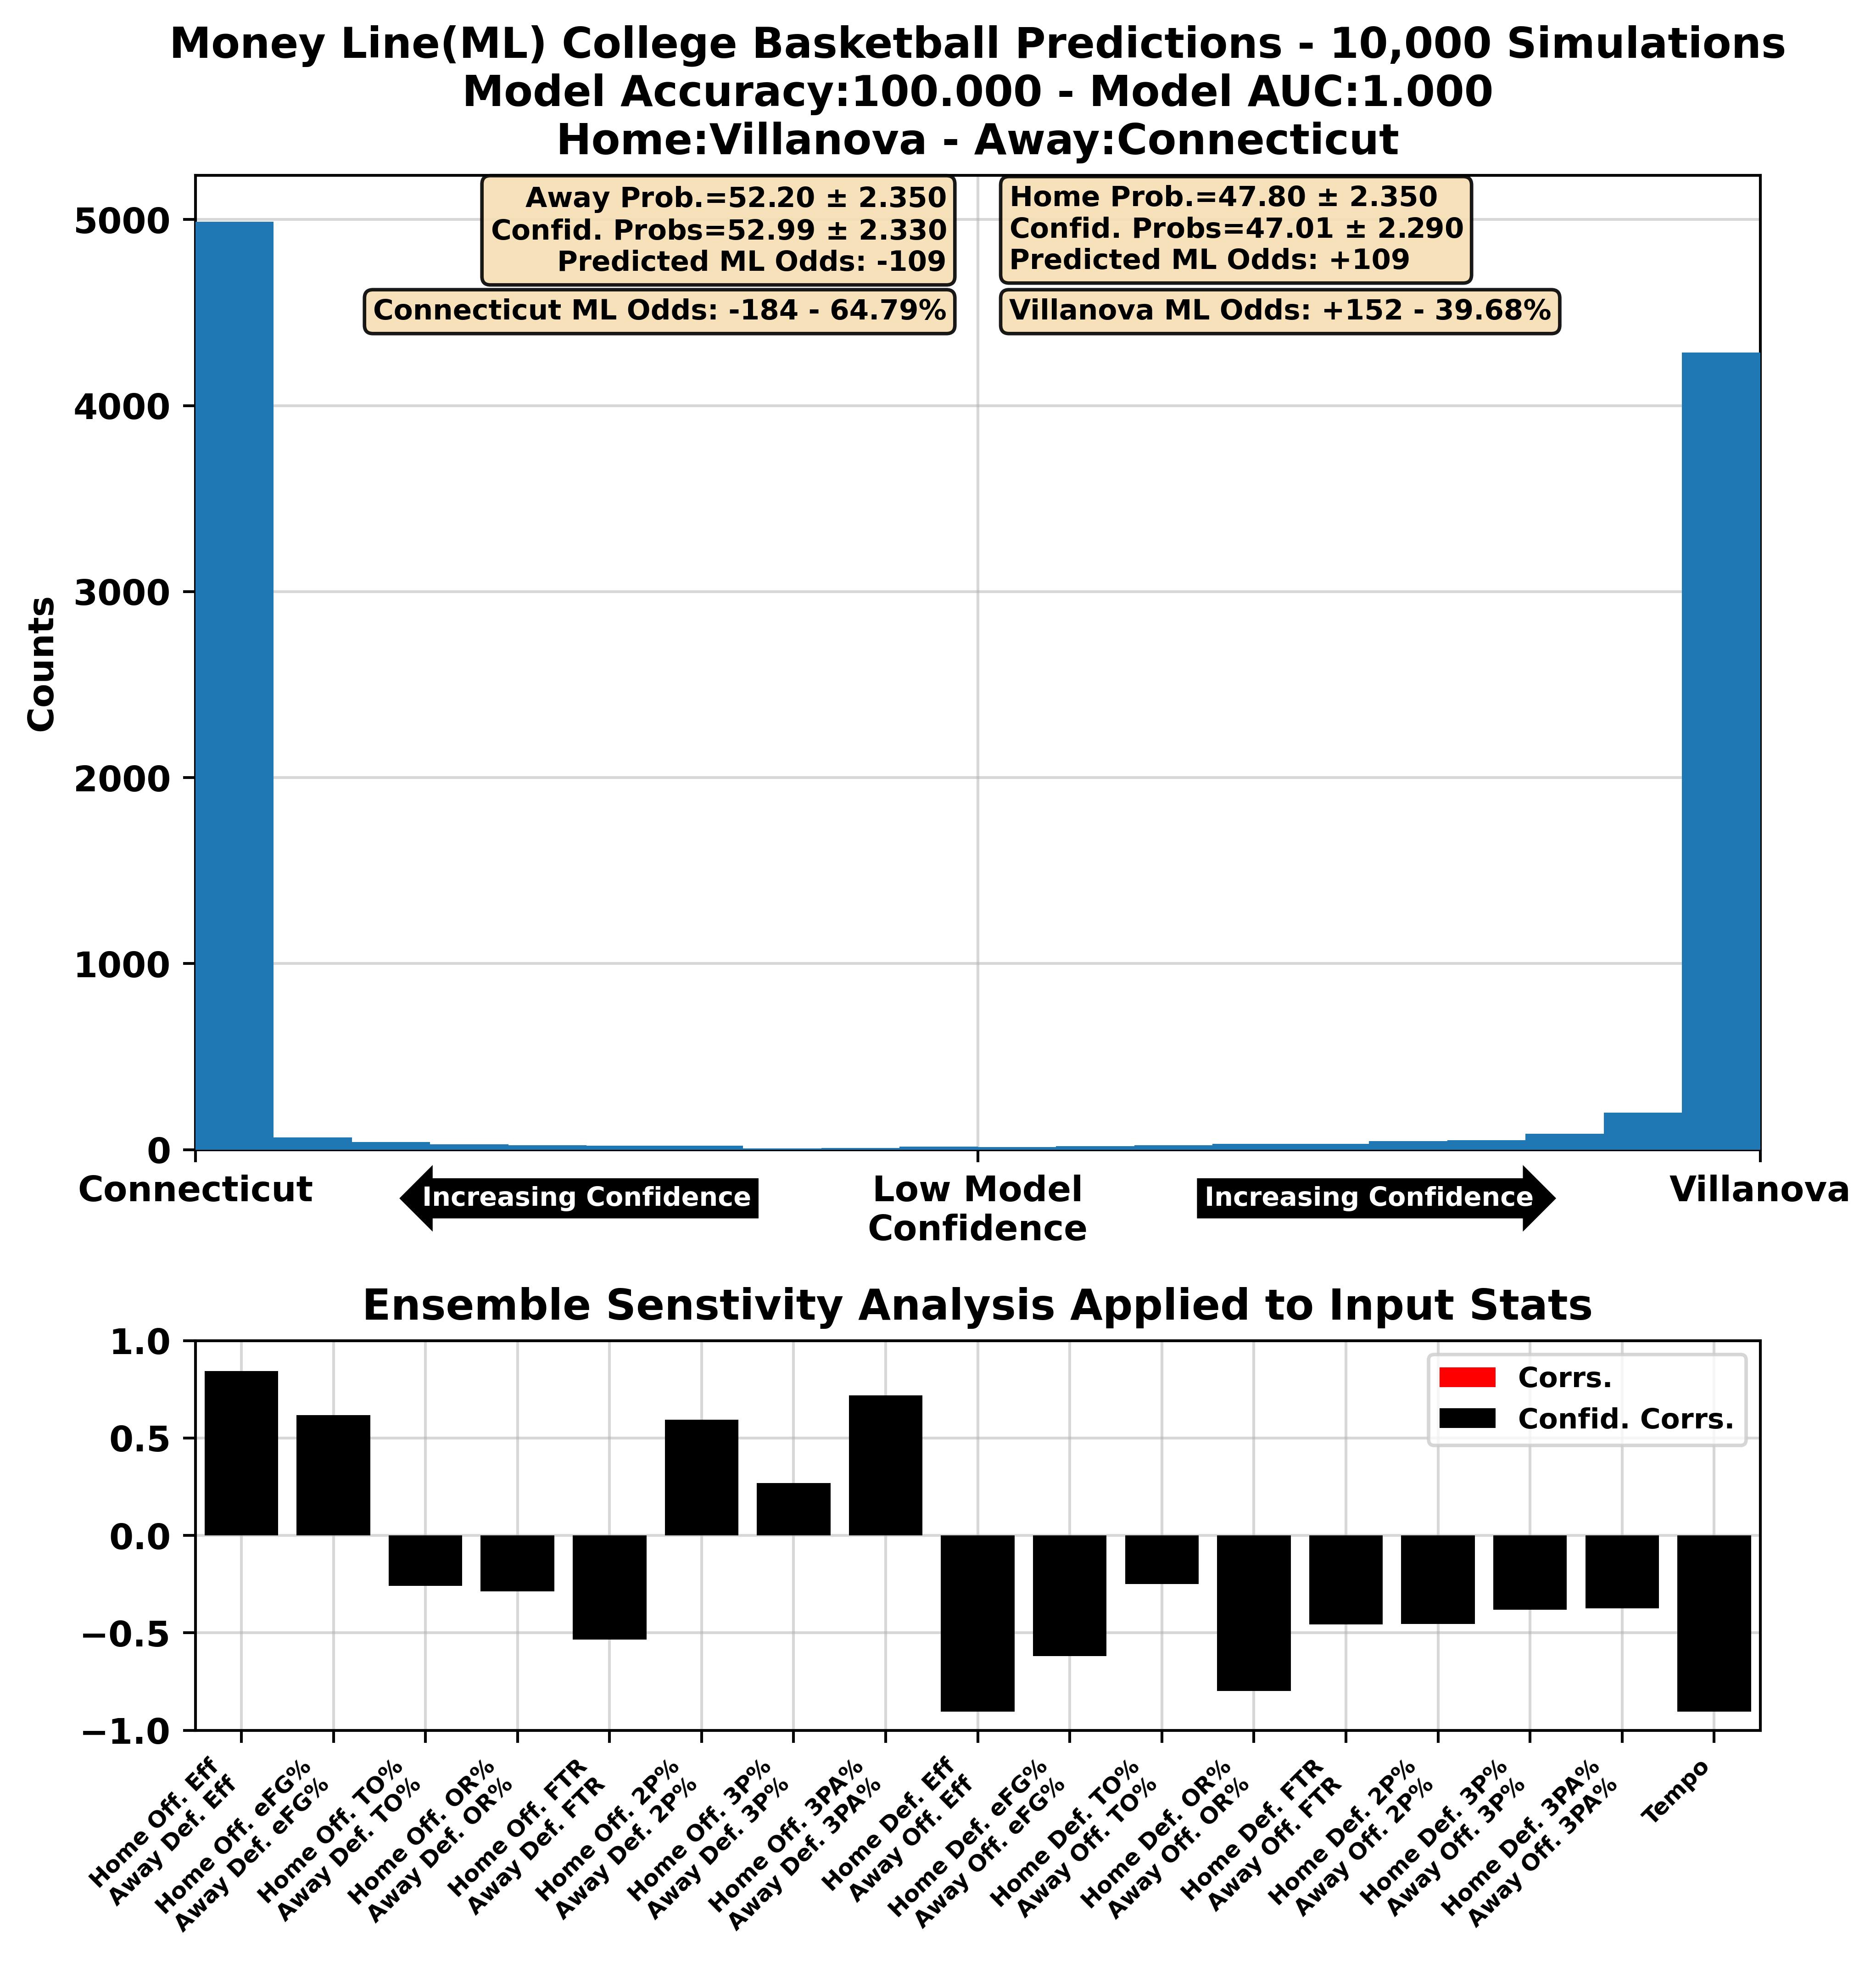 Money Line(ML) College Basketball Predictions - 10,000 Simulations
Model Accuracy:100.000 - Model AUC:1.000
Home:Villanova - Away:Connecticut
Away Prob.=52.20 ± 2.350
Confid. Probs=52.99 ± 2.330
Predicted ML Odds: -109
Connecticut ML Odds: -184 - 64.79%
Home Prob.=47.80 ± 2.350
Confid. Probs=47.01 ± 2.290
Predicted ML Odds: +109
Villanova ML Odds: +152 - 39.68%
Counts
5000
4000
3000
2000
1000
0
Connecticut
Increasing Confidence
Low Model
Confidence
Increasing Confidence
Villanova
Ensemble Senstivity Analysis Applied to Input Stats
1.0
0.5
0.0
−0.5
−1.0
Corrs.
Confid. Corrs.
Home Off. Eff
Away Def. Eff
Home Off. eFG%
Away Def. eFG%
Home Off. TO%
Away Def. TO%
Home Off. OR%
Away Def. OR%
Home Off. FTR
Away Def. FTR
Home Off. 2P%
Away Def. 2P%
Home Off. 3P%
Away Def. 3P%
Home Off. 3PA%
Away Def. 3PA%
Home Def. Eff
Away Off. Eff
Home Def. eFG%
Away Off. eFG%
Home Def. TO%
Away Off. TO%
Home Def. OR%
Away Off. OR%
Home Def. FTR
Away Off. FTR
Home Def. 2P%
Away Off. 2P%
Home Def. 3P%
Away Off. 3P%
Home Def. 3PA%
Away Off. 3PA%
Tempo